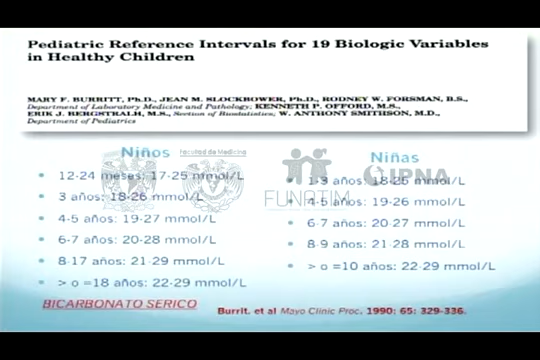 Pediatric Reference Intervals for 19 Biologic Variables
in Healthy Children
MARY F. BURRITT, Ph.D., JEAN M. SLOCKBOWER, Ph.D., RODNEY W. FORSMAN, B.S.,
Department of Laboratory Medicine and Pathology; KENNETH P. OFFORD, M.S.,
ERIK J. BERGSTRALH, M.S., Section of Biostatistics; W. ANTHONY SMITHSON, M.D.,
Department of Pediatrics
Niños
Facultad de Medicina
• 12-24 meses: 17-25 mmol/L
• 3 años: 18-26 mmol/L
• 4-5 años: 19-27 mmol/L
• 6-7 años: 20-28 mmol/L
• 8-17 años: 21-29 mmol/L
• > o =18 años: 22-29 mmol/L
Niñas
IPNA
• 1-3 años: 18-25 mmol/L
• 4-5 años: 19-26 mmol/L
• 6-7 años: 20-27 mmol/L
• 8-9 años: 21-28 mmol/L
• > o =10 años: 22-29 mmol/L
BICARBONATO SERICO
Burrit. et al Mayo Clinic Proc. 1990; 65: 329-336.